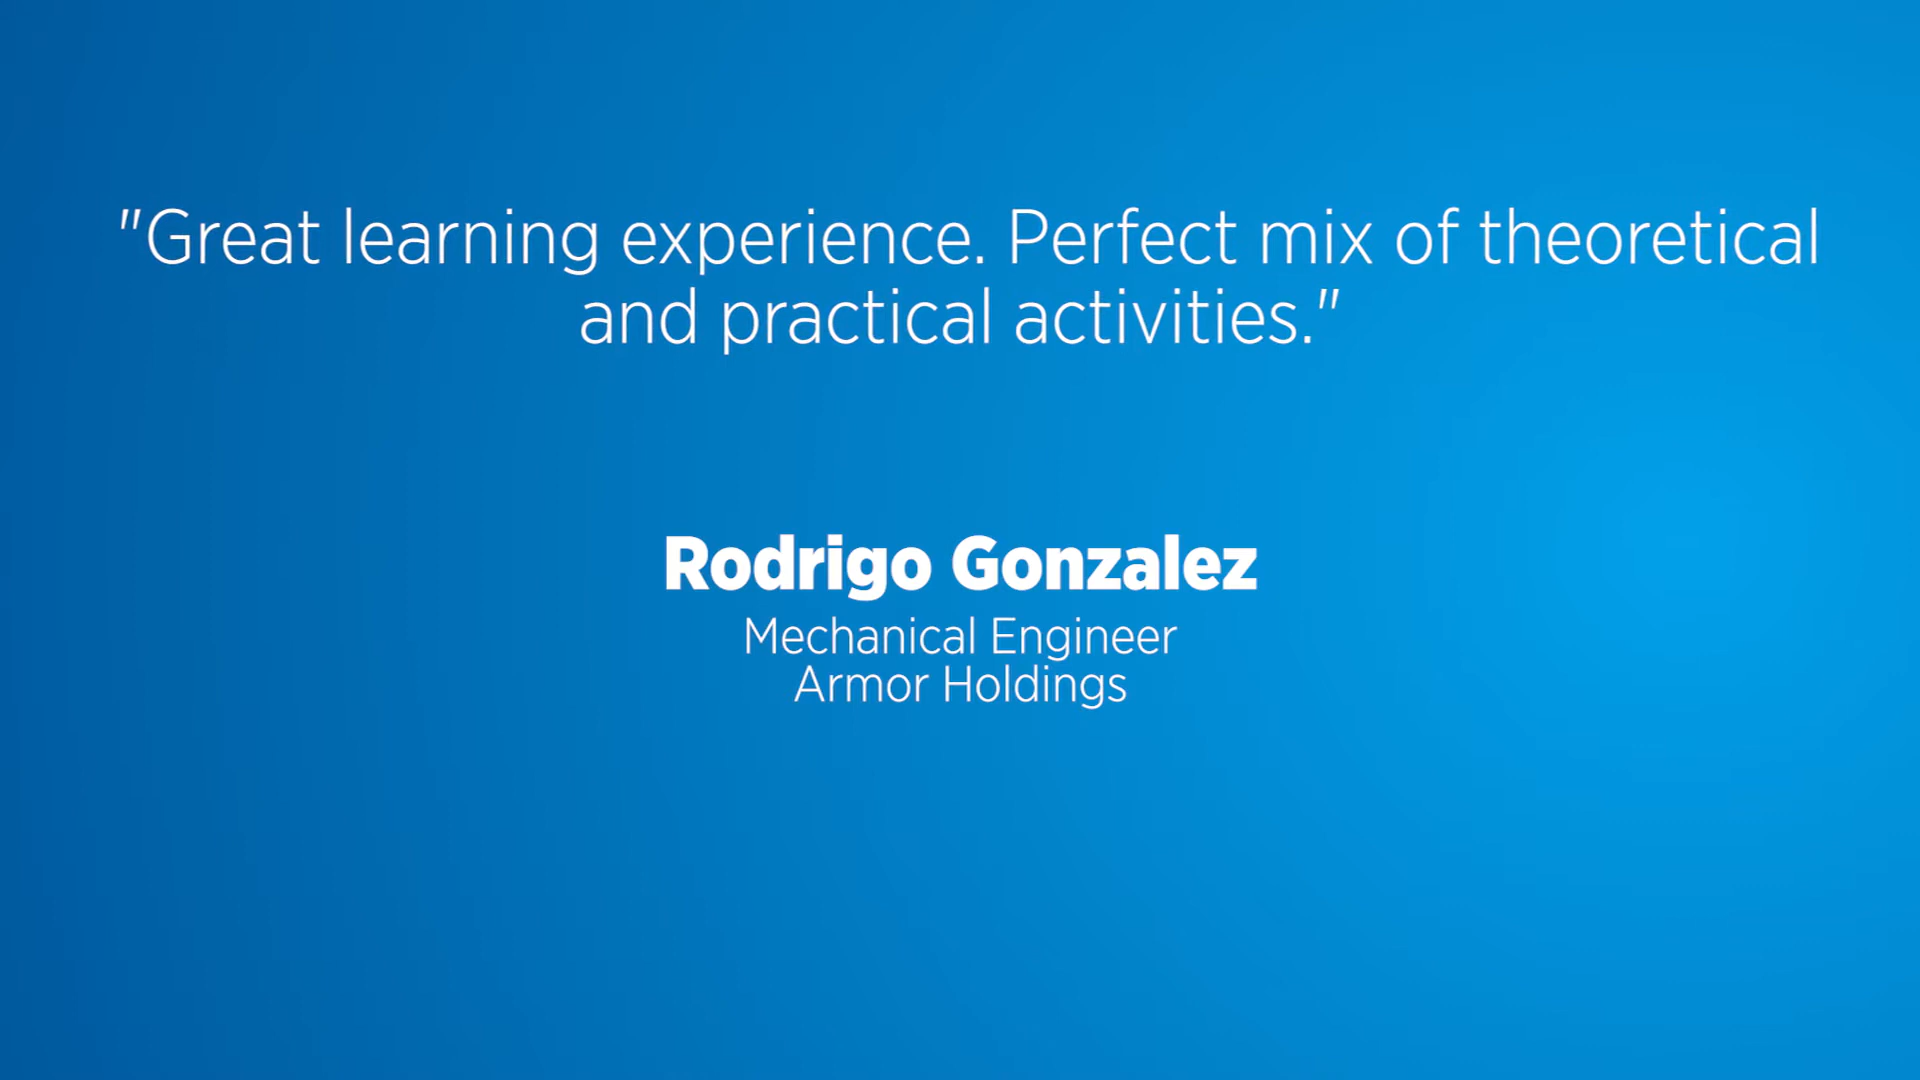 "Great learning experience. Perfect mix of theoretical
and practical activities."
Rodrigo Gonzalez
Mechanical Engineer
Armor Holdings